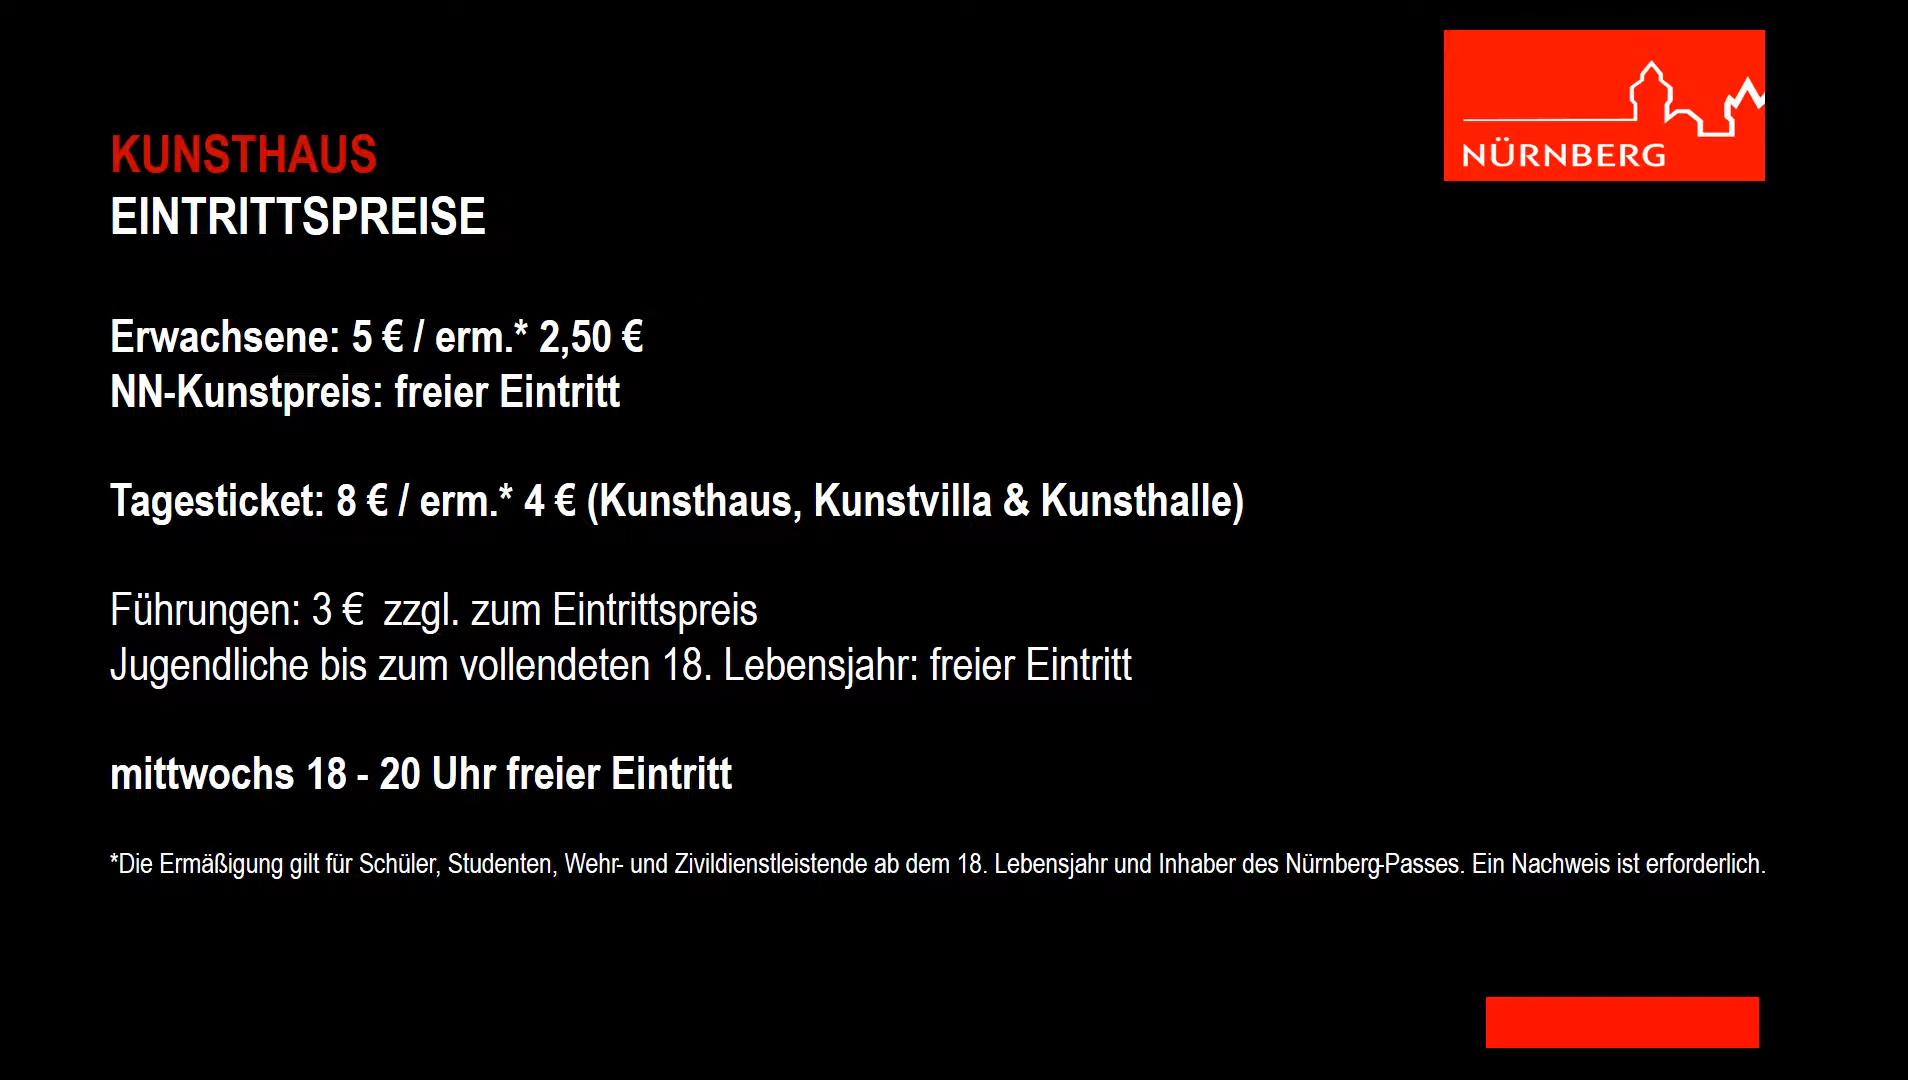 NÜRNBERG
KUNSTHAUS
EINTRITTSPREISE
Erwachsene: 5 € / erm.* 2,50 €
NN-Kunstpreis: freier Eintritt
Tagesticket: 8 € / erm.* 4 € (Kunsthaus, Kunstvilla & Kunsthalle)
Führungen: 3 €  zzgl. zum Eintrittspreis
Jugendliche bis zum vollendeten 18. Lebensjahr: freier Eintritt
mittwochs 18 - 20 Uhr freier Eintritt
*Die Ermäßigung gilt für Schüler, Studenten, Wehr- und Zivildienstleistende ab dem 18. Lebensjahr und Inhaber des Nürnberg-Passes. Ein Nachweis ist erforderlich.